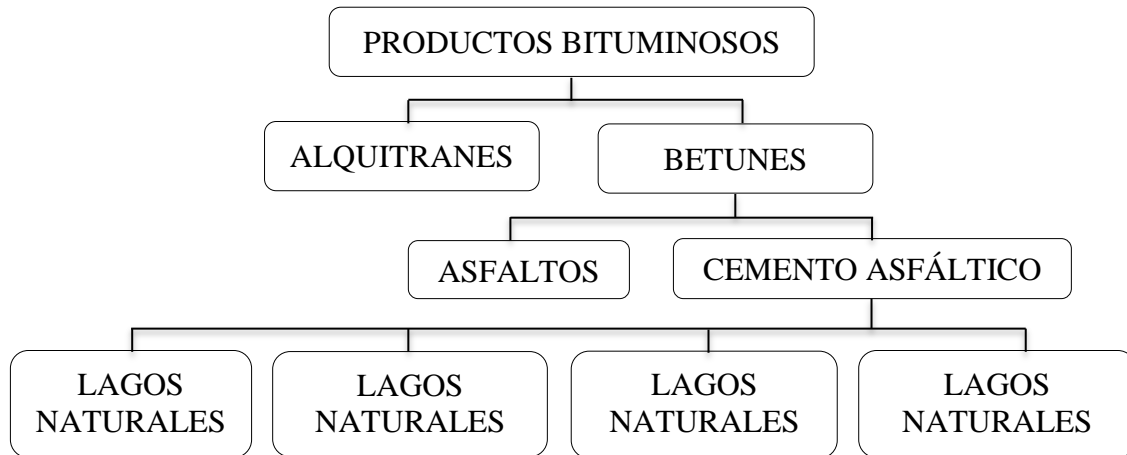 PRODUCTOS BITUMINOSOS
ALQUITRANES
BETUNES
ASFALTOS
CEMENTO ASFÁLTICO
LAGOS
NATURALES
LAGOS
NATURALES
LAGOS
NATURALES
LAGOS
NATURALES